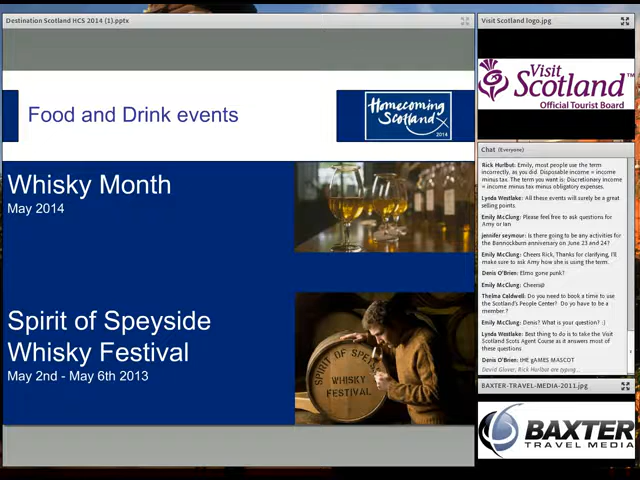 Destination Scotland HCS 2014 (1).pptx
Food and Drink events
Homecoming
Scotland
2014
Whisky Month
May 2014
Spirit of Speyside
Whisky Festival
May 2nd - May 6th 2013
SPIRIT OF SPEYSIDE
WHISKY
FESTIVAL
Visit Scotland logo.jpg
Visit
Scotland™
Official Tourist Board
Chat (Everyone)
Rick Hurlbut: Emily, most people use the term
incorrectly, as you did. Disposable income = income
minus tax. The term you want is: Discretionary income
= income minus tax minus obligatory expenses.
Lynda Westlake: All these events will surely be a great
selling points
Emily McClung: Please feel free to ask questions for
Amy or Ian
jennifer seymour: Is there going to be any activities for
the Bannockburn anniversary on June 23 and 24?
Emily McClung: Cheers Rick, Thanks for clarifying, I'll
make sure to ask Amy how she is using the term.
Denis O'Brien: Elmo gone punk?
Emily McClung: Cheers@
Thelma Caldwell: Do you need to book a time to use
the Scotland's People Center? Do yo have to be a
member?
Emily McClung: Denis? What is your question? :)
Lynda Westlake: Best thing to do is take the Visit
Scotland Scots Agent Course as it answers most of
these questions
Denis O'Brien: tHE gAMES MASCOT
David Glover; Rick Hurlbut are typing...
BAXTER-TRAVEL-MEDIA-2011.jpg
BAXTER
TRAVEL MEDIA